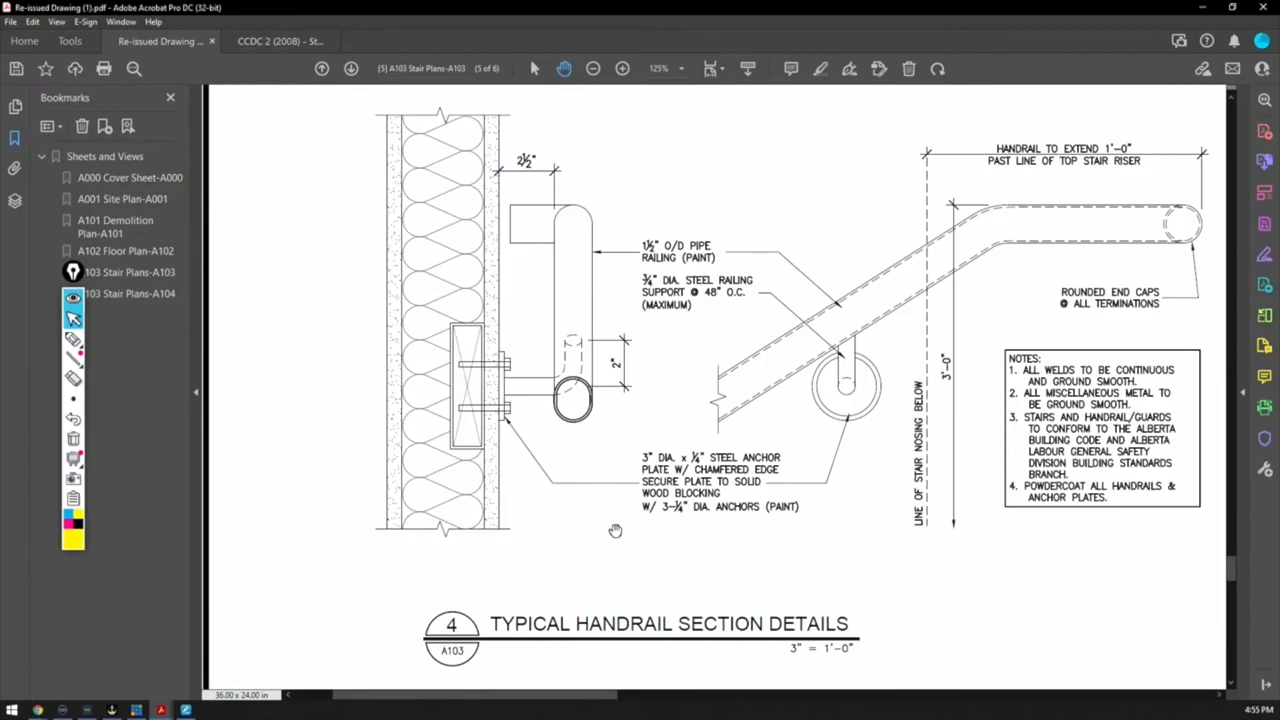 Re-issued Drawing (1).pdf - Adobe Acrobat Pro DC (32-bit)
File Edit View E-Sign Window Help
Home Tools Re-issued Drawing ... × CCDC 2 (2008) - St...
[5] A103 Stair Plans-A103 (5 of 6) 125%
Bookmarks
Sheets and Views
A000 Cover Sheet-A000
A001 Site Plan-A001
A101 Demolition
Plan-A101
A102 Floor Plan-A102
103 Stair Plans-A103
103 Stair Plans-A104
2½"
HANDRAIL TO EXTEND 1'-0"
PAST LINE OF TOP STAIR RISER
1½" O/D PIPE
RAILING (PAINT)
¾" DIA. STEEL RAILING
SUPPORT @ 48" O.C.
(MAXIMUM)
2"
ROUNDED END CAPS
@ ALL TERMINATIONS
3'-0"
LINE OF STAIR NOSING BELOW
NOTES:
1. ALL WELDS TO BE CONTINUOUS
AND GROUND SMOOTH.
2. ALL MISCELLANEOUS METAL TO
BE GROUND SMOOTH.
3. STAIRS AND HANDRAIL/GUARDS
TO CONFORM TO THE ALBERTA
BUILDING CODE AND ALBERTA
LABOUR GENERAL SAFETY
DIVISION BUILDING STANDARDS
BRANCH.
4. POWDERCOAT ALL HANDRAILS &
ANCHOR PLATES.
3" DIA. x ¼" STEEL ANCHOR
PLATE W/ CHAMFERED EDGE
SECURE PLATE TO SOLID
WOOD BLOCKING
W/ 3-¼" DIA. ANCHORS (PAINT)
4
A103
TYPICAL HANDRAIL SECTION DETAILS
3" = 1'-0"
36.00 x 24.00 in
4:55 PM